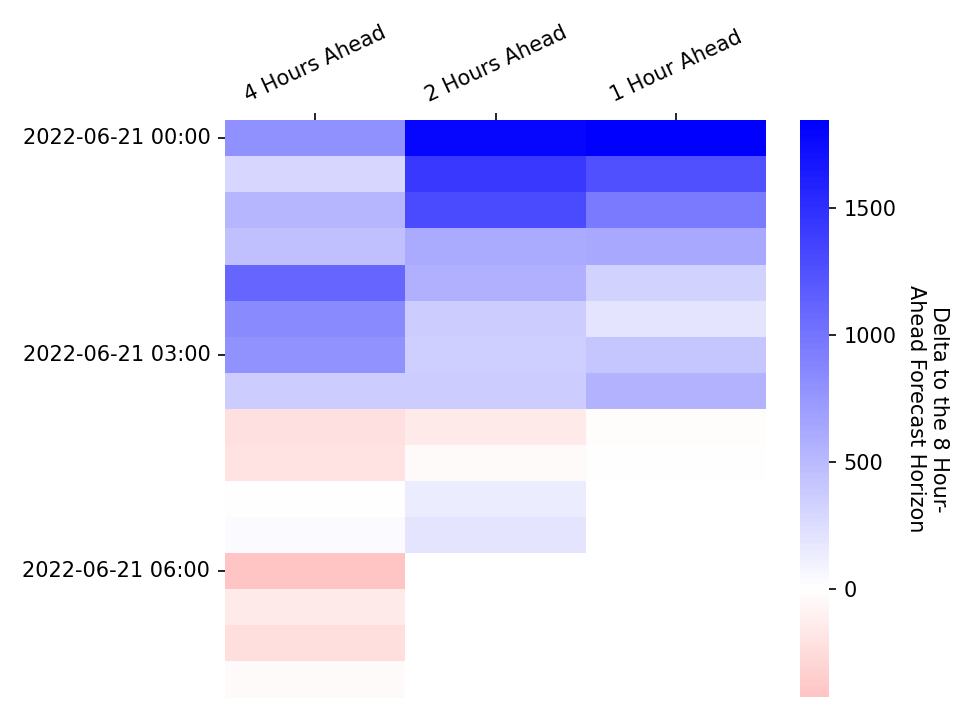 4 Hours Ahead
2 Hours Ahead
1 Hour Ahead
2022-06-21 00:00
2022-06-21 03:00
2022-06-21 06:00
1500
1000
500
0
Delta to the 8 Hour-
Ahead Forecast Horizon